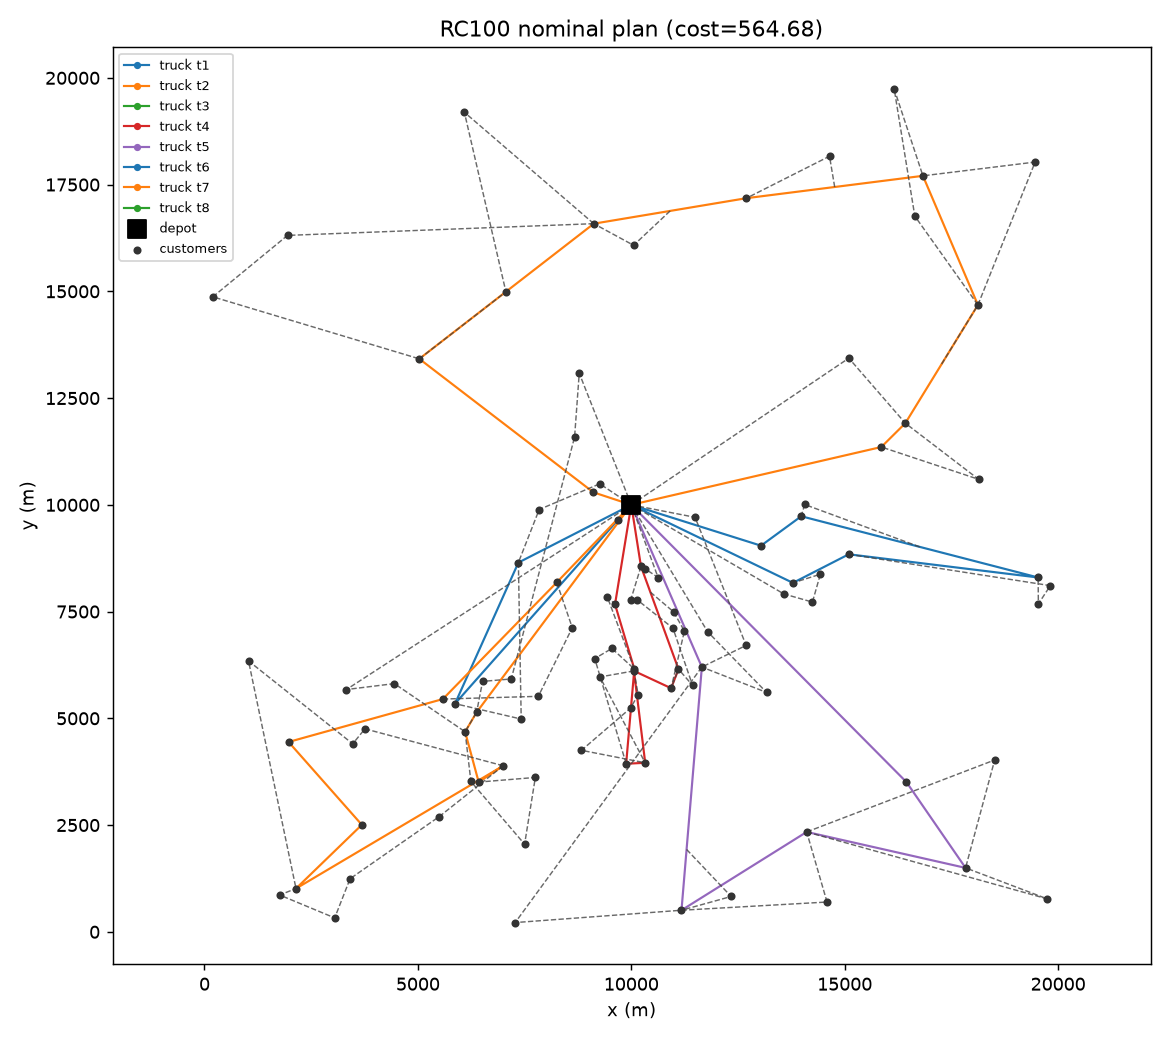 RC100 nominal plan (cost=564.68)
truck t1
truck t2
truck t3
truck t4
truck t5
truck t6
truck t7
truck t8
depot
customers
20000
17500
15000
12500
10000
7500
5000
2500
0
y (m)
0 5000 10000 15000 20000
x (m)